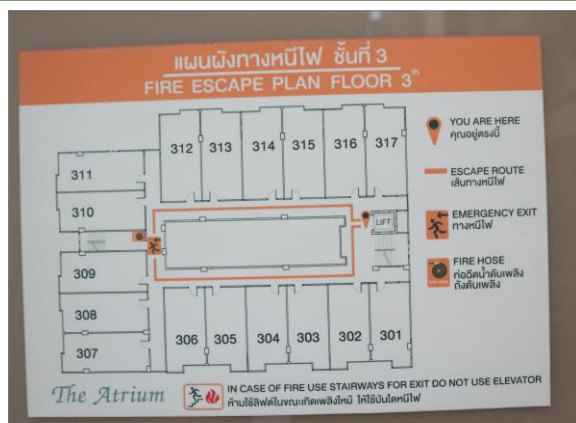 แผนผังทางหนีไฟ ชั้นที่ 3
FIRE ESCAPE PLAN FLOOR 3th
312 313 314 315 316 317
311
310
309
308
307
306 305 304 303 302 301
LIFT
YOU ARE HERE
คุณอยู่ตรงนี้
ESCAPE ROUTE
เส้นทางหนีไฟ
EMERGENCY EXIT
ทางหนีไฟ
FIRE HOSE
ท่อฉีดน้ำดับเพลิง
ถังดับเพลิง
The Atrium
IN CASE OF FIRE USE STAIRWAYS FOR EXIT DO NOT USE ELEVATOR
ห้ามใช้ลิฟต์ในขณะเกิดเพลิงไหม้ ให้ใช้บันไดหนีไฟ